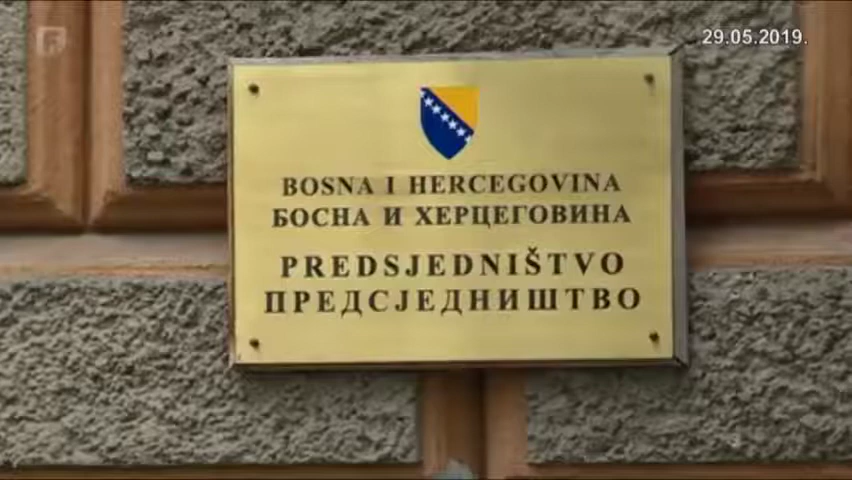 29.05.2019.
BOSNA I HERCEGOVINA
БОСНА И ХЕРЦЕГОВИНА
PREDSJEDNIŠTVO
ПРЕДСЈЕДНИШТВО